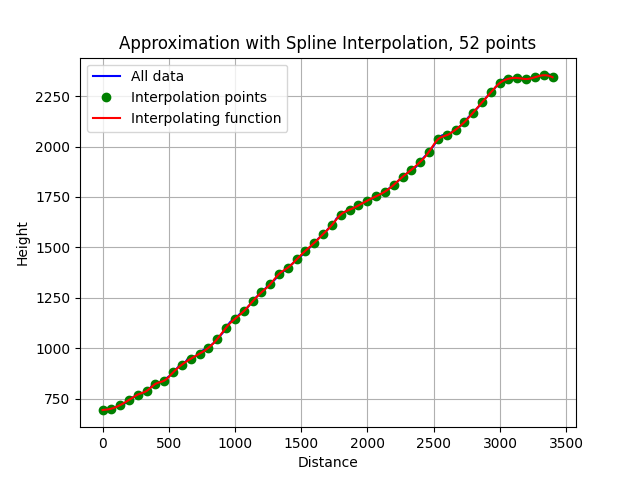 Approximation with Spline Interpolation, 52 points
All data
Interpolation points
Interpolating function
2250
2000
1750
1500
1250
1000
750
Height
0 500 1000 1500 2000 2500 3000 3500
Distance